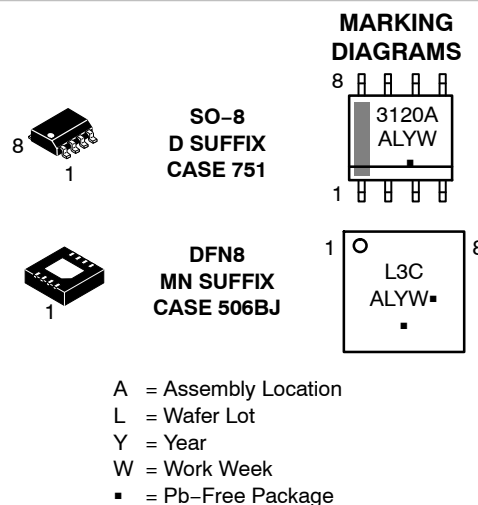 MARKING
DIAGRAMS
8
1
SO−8
D SUFFIX
CASE 751
8
3120A
ALYW
▪
1
1
DFN8
MN SUFFIX
CASE 506BJ
1
8
L3C
ALYW▪
▪
A = Assembly Location
L = Wafer Lot
Y = Year
W = Work Week
▪ = Pb−Free Package